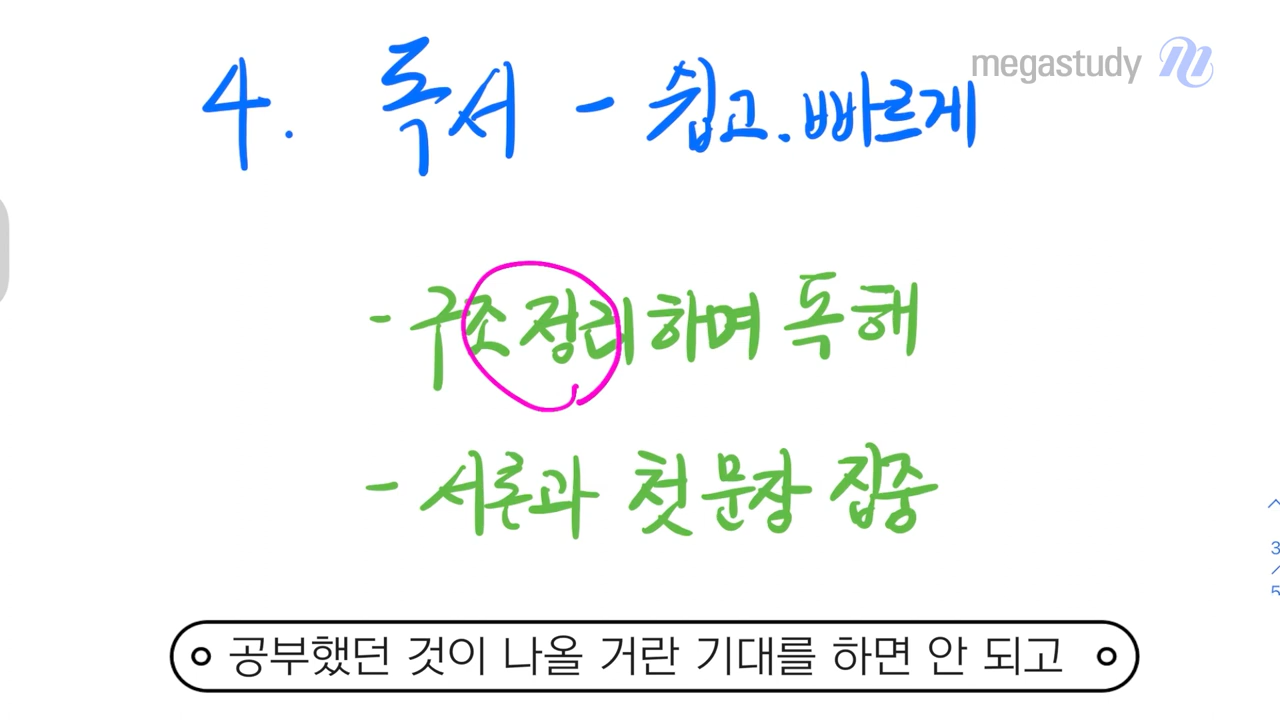 megastudy
4. 독서 - 쉽고. 빠르게
- 구조정리하며 독해
- 서론과 첫 문장 집중
3
5
공부했던 것이 나올 거란 기대를 하면 안 되고